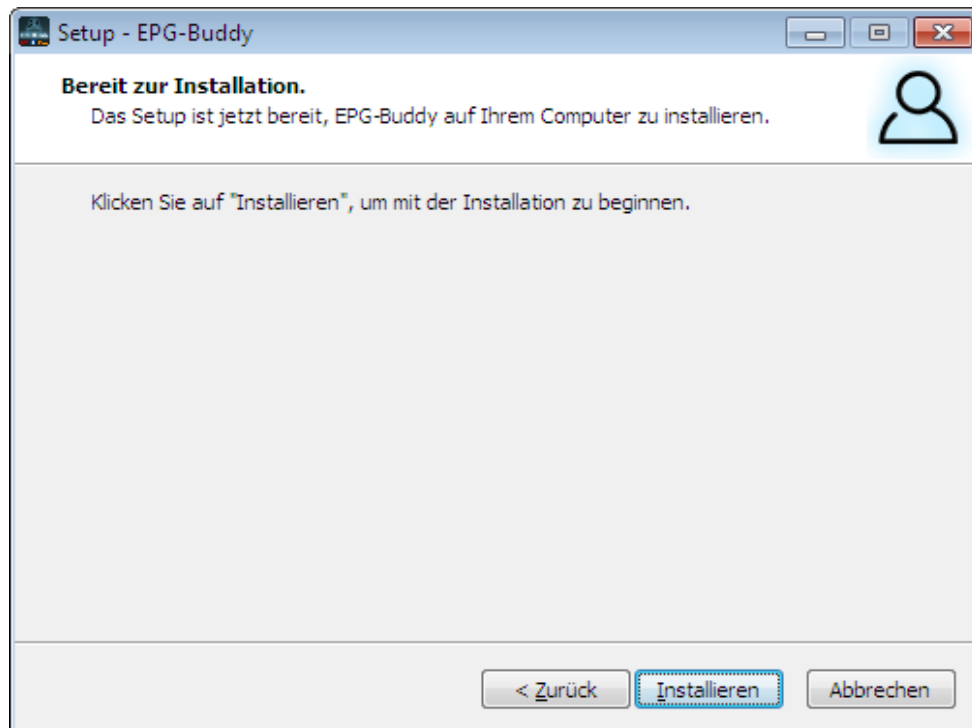 Setup - EPG-Buddy
Bereit zur Installation.
Das Setup ist jetzt bereit, EPG-Buddy auf Ihrem Computer zu installieren.
Klicken Sie auf "Installieren", um mit der Installation zu beginnen.
< Zurück
Installieren
Abbrechen